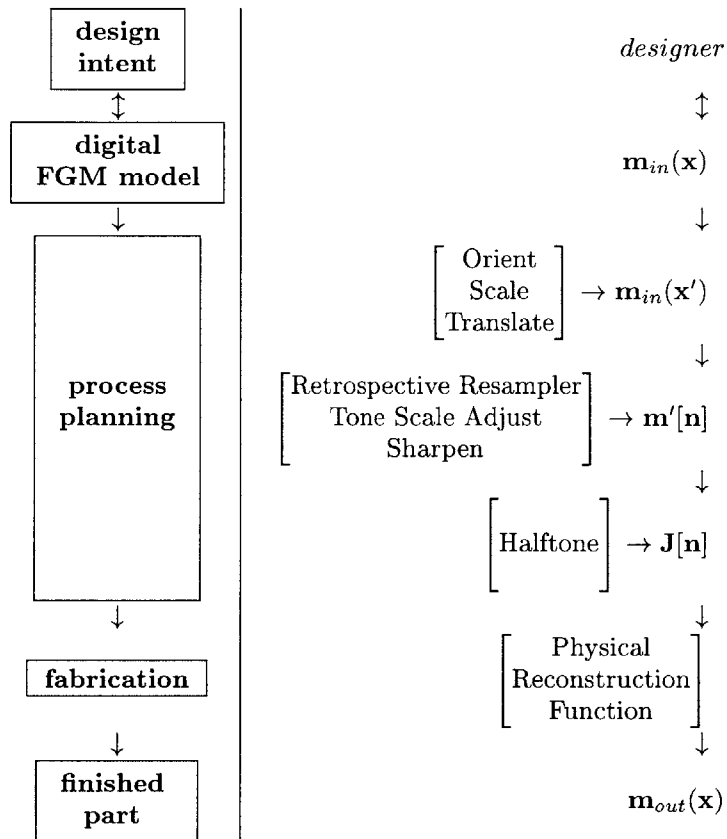 design
intent
designer
↕ ↕
digital
FGM model
m_in(x)
↓ ↓
Orient
Scale
Translate
→ m_in(x′)
↓
process
planning
Retrospective Resampler
Tone Scale Adjust
Sharpen
→ m′[n]
↓
Halftone → J[n]
↓ ↓
fabrication
Physical
Reconstruction
Function
↓ ↓
finished
part
m_out(x)